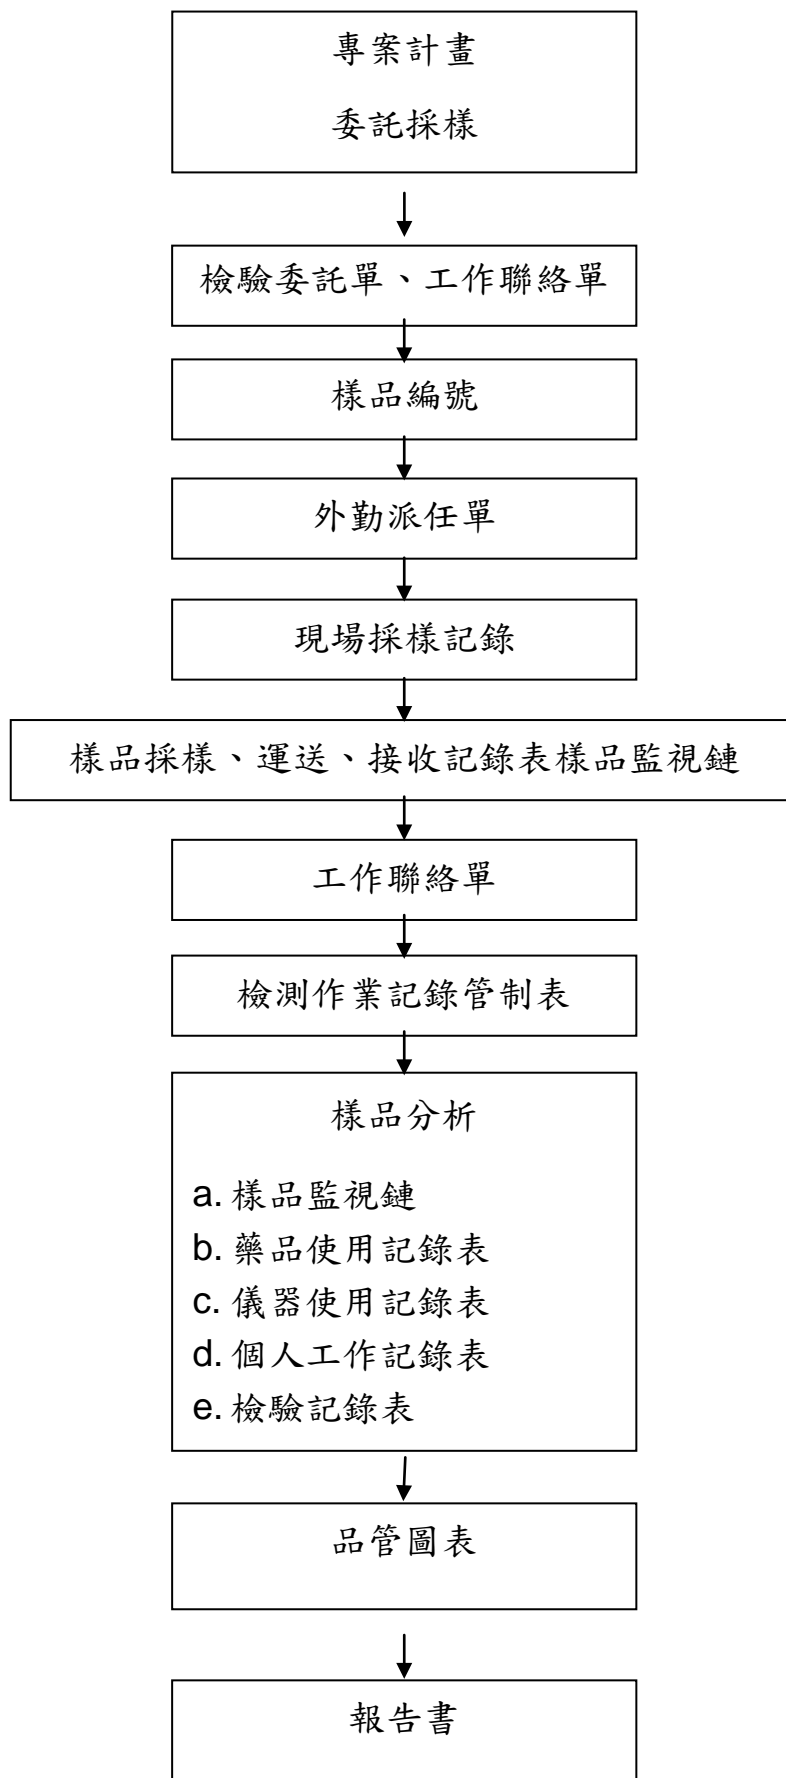 專案計畫
委託採樣
檢驗委託單、工作聯絡單
樣品編號
外勤派任單
現場採樣記錄
樣品採樣、運送、接收記錄表樣品監視鏈
工作聯絡單
檢測作業記錄管制表
樣品分析
a. 樣品監視鏈
b. 藥品使用記錄表
c. 儀器使用記錄表
d. 個人工作記錄表
e. 檢驗記錄表
品管圖表
報告書